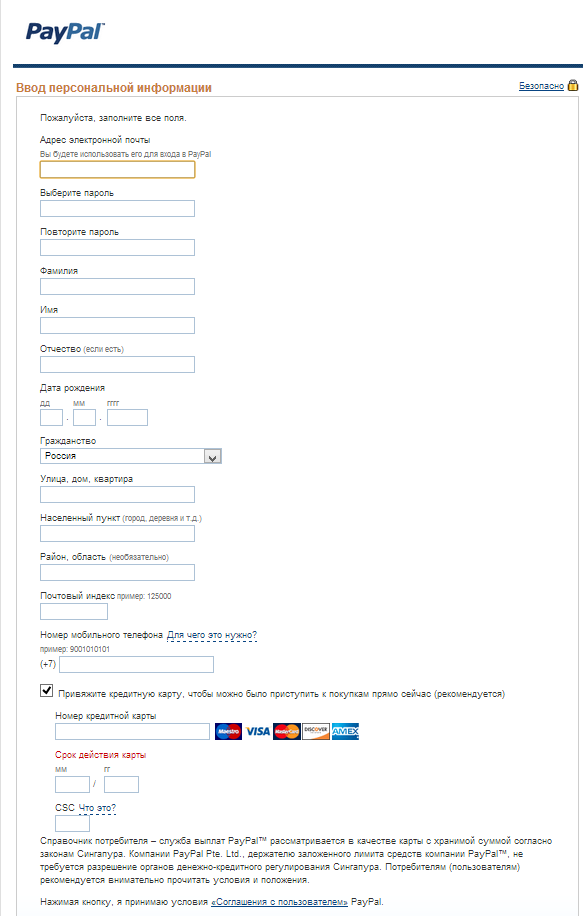 PayPal™
Ввод персональной информации
Безопасно
Пожалуйста, заполните все поля.
Адрес электронной почты
Вы будете использовать его для входа в PayPal
Выберите пароль
Повторите пароль
Фамилия
Имя
Отчество (если есть)
Дата рождения
дд мм гггг
. .
Гражданство
Россия
Улица, дом, квартира
Населенный пункт (город, деревня и т.д.)
Район, область (необязательно)
Почтовый индекс пример: 125000
Номер мобильного телефона Для чего это нужно?
пример: 9001010101
(+7)
Привяжите кредитную карту, чтобы можно было приступить к покупкам прямо сейчас (рекомендуется)
Номер кредитной карты
Maestro VISA MasterCard DISCOVER AMEX
Срок действия карты
мм гг
/
CSC Что это?
Справочник потребителя – служба выплат PayPal™ рассматривается в качестве карты с хранимой суммой согласно
законам Сингапура. Компании PayPal Pte. Ltd., держателю заложенного лимита средств компании PayPal™, не
требуется разрешение органов денежно-кредитного регулирования Сингапура. Потребителям (пользователям)
рекомендуется внимательно прочитать условия и положения.
Нажимая кнопку, я принимаю условия «Соглашения с пользователем» PayPal.